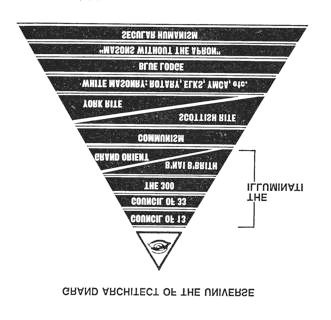 GRAND ARCHITECT OF THE UNIVERSE
COUNCIL OF 13
COUNCIL OF 33
THE 300
B'NAI B'RITH
GRAND ORIENT
THE
ILLUMINATI
COMMUNISM
SCOTTISH RITE
YORK RITE
WHITE MASONRY: ROTARY, ELKS, YMCA, etc.
BLUE LODGE
"MASONS WITHOUT THE APRON"
SECULAR HUMANISM